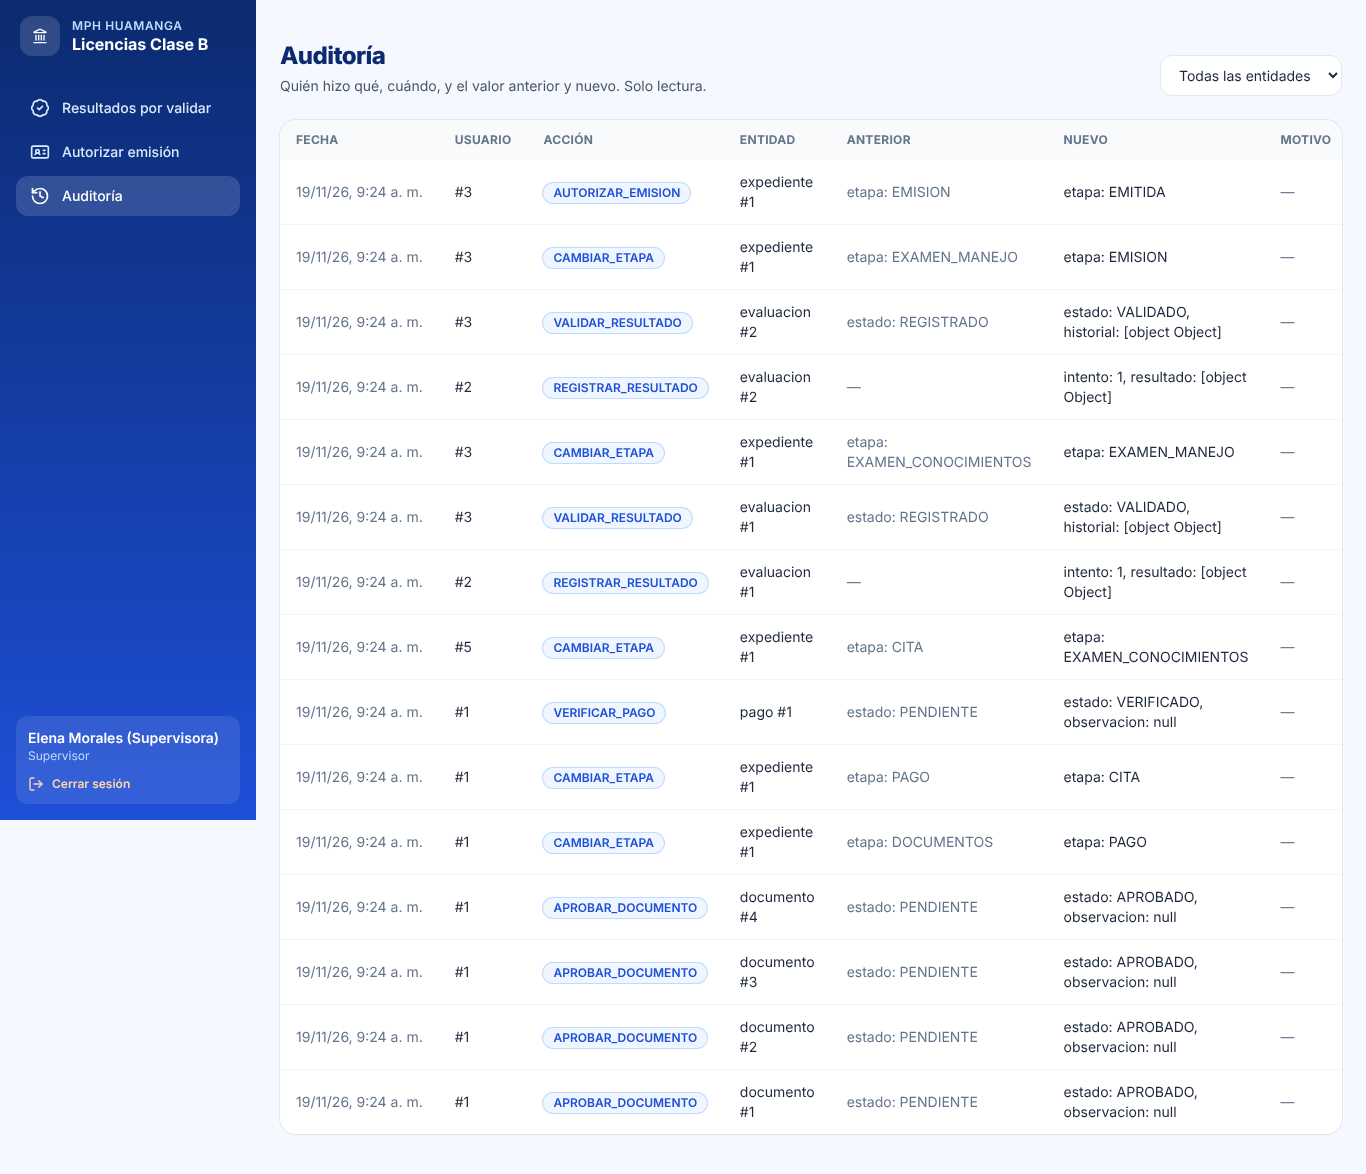 MPH HUAMANGA
Licencias Clase B
Resultados por validar
Autorizar emisión
Auditoría
Elena Morales (Supervisora)
Supervisor
Cerrar sesión
Auditoría
Quién hizo qué, cuándo, y el valor anterior y nuevo. Solo lectura.
Todas las entidades
FECHA USUARIO ACCIÓN ENTIDAD ANTERIOR NUEVO MOTIVO
19/11/26, 9:24 a. m. #3 AUTORIZAR_EMISION expediente #1 etapa: EMISION etapa: EMITIDA —
19/11/26, 9:24 a. m. #3 CAMBIAR_ETAPA expediente #1 etapa: EXAMEN_MANEJO etapa: EMISION —
19/11/26, 9:24 a. m. #3 VALIDAR_RESULTADO evaluacion #2 estado: REGISTRADO estado: VALIDADO, historial: [object Object] —
19/11/26, 9:24 a. m. #2 REGISTRAR_RESULTADO evaluacion #2 — intento: 1, resultado: [object Object] —
19/11/26, 9:24 a. m. #3 CAMBIAR_ETAPA expediente #1 etapa: EXAMEN_CONOCIMIENTOS etapa: EXAMEN_MANEJO —
19/11/26, 9:24 a. m. #3 VALIDAR_RESULTADO evaluacion #1 estado: REGISTRADO estado: VALIDADO, historial: [object Object] —
19/11/26, 9:24 a. m. #2 REGISTRAR_RESULTADO evaluacion #1 — intento: 1, resultado: [object Object] —
19/11/26, 9:24 a. m. #5 CAMBIAR_ETAPA expediente #1 etapa: CITA etapa: EXAMEN_CONOCIMIENTOS —
19/11/26, 9:24 a. m. #1 VERIFICAR_PAGO pago #1 estado: PENDIENTE estado: VERIFICADO, observacion: null —
19/11/26, 9:24 a. m. #1 CAMBIAR_ETAPA expediente #1 etapa: PAGO etapa: CITA —
19/11/26, 9:24 a. m. #1 CAMBIAR_ETAPA expediente #1 etapa: DOCUMENTOS etapa: PAGO —
19/11/26, 9:24 a. m. #1 APROBAR_DOCUMENTO documento #4 estado: PENDIENTE estado: APROBADO, observacion: null —
19/11/26, 9:24 a. m. #1 APROBAR_DOCUMENTO documento #3 estado: PENDIENTE estado: APROBADO, observacion: null —
19/11/26, 9:24 a. m. #1 APROBAR_DOCUMENTO documento #2 estado: PENDIENTE estado: APROBADO, observacion: null —
19/11/26, 9:24 a. m. #1 APROBAR_DOCUMENTO documento #1 estado: PENDIENTE estado: APROBADO, observacion: null —